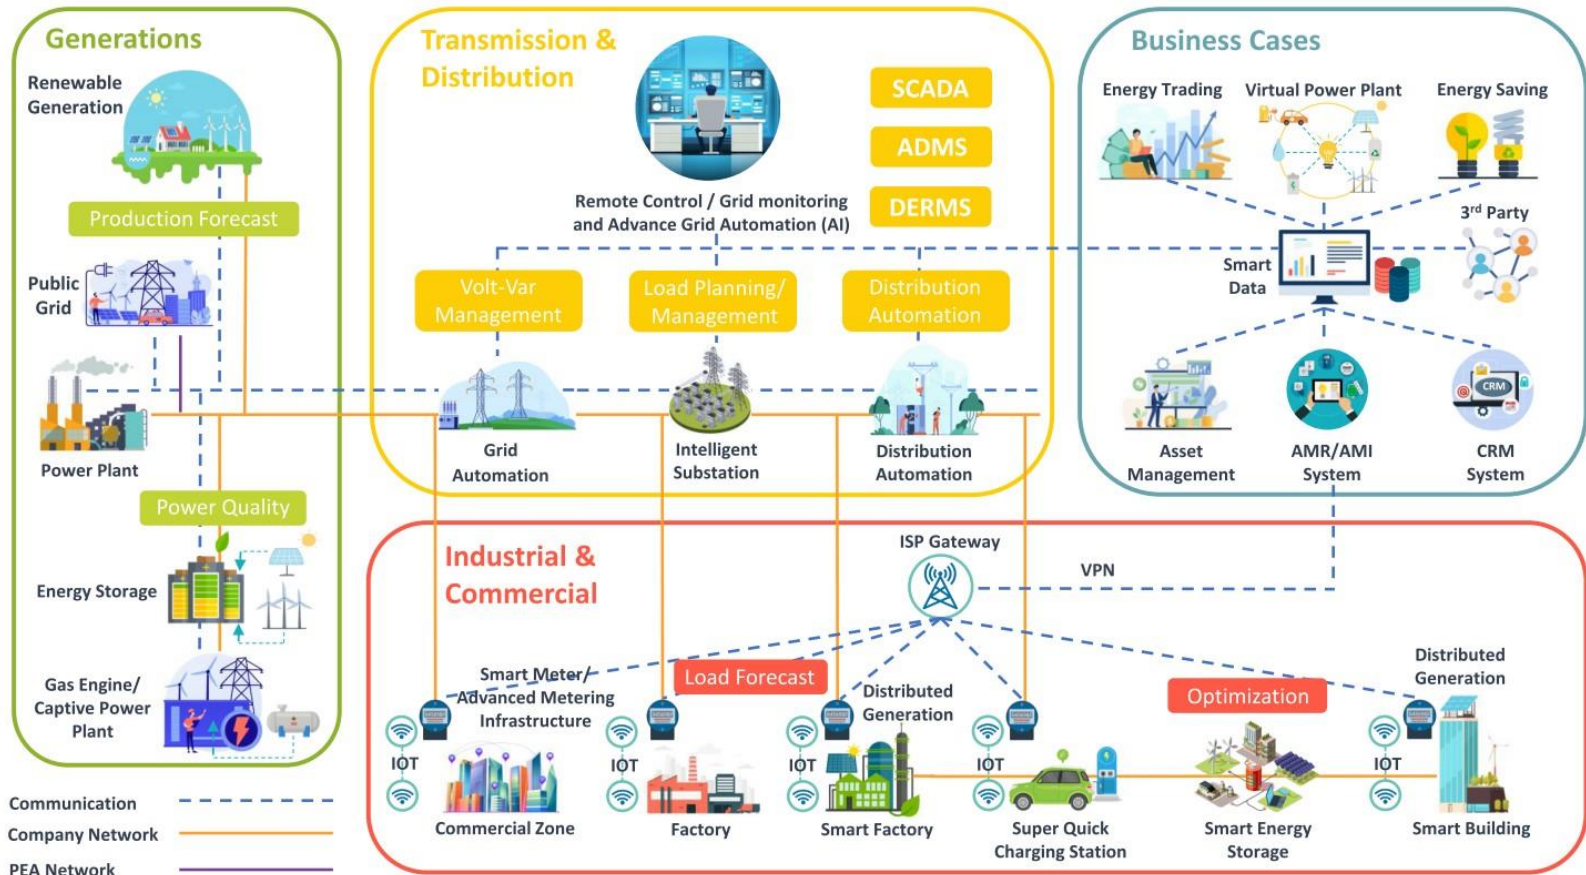 Generations
Renewable
Generation
Production Forecast
Public
Grid
Power Plant
Power Quality
Energy Storage
Gas Engine/
Captive Power
Plant
Communication
Company Network
PEA Network
Transmission &
Distribution
SCADA
ADMS
DERMS
Remote Control / Grid monitoring
and Advance Grid Automation (AI)
Volt-Var
Management
Load Planning/
Management
Distribution
Automation
Grid
Automation
Intelligent
Substation
Distribution
Automation
Business Cases
Energy Trading
Virtual Power Plant
Energy Saving
3rd Party
Smart
Data
CRM
Asset
Management
AMR/AMI
System
CRM
System
Industrial &
Commercial
ISP Gateway
VPN
Smart Meter/
Advanced Metering
Infrastructure
Load Forecast
Distributed
Generation
Optimization
Distributed
Generation
IOT
IOT
IOT
IOT
IOT
Commercial Zone
Factory
Smart Factory
Super Quick
Charging Station
Smart Energy
Storage
Smart Building